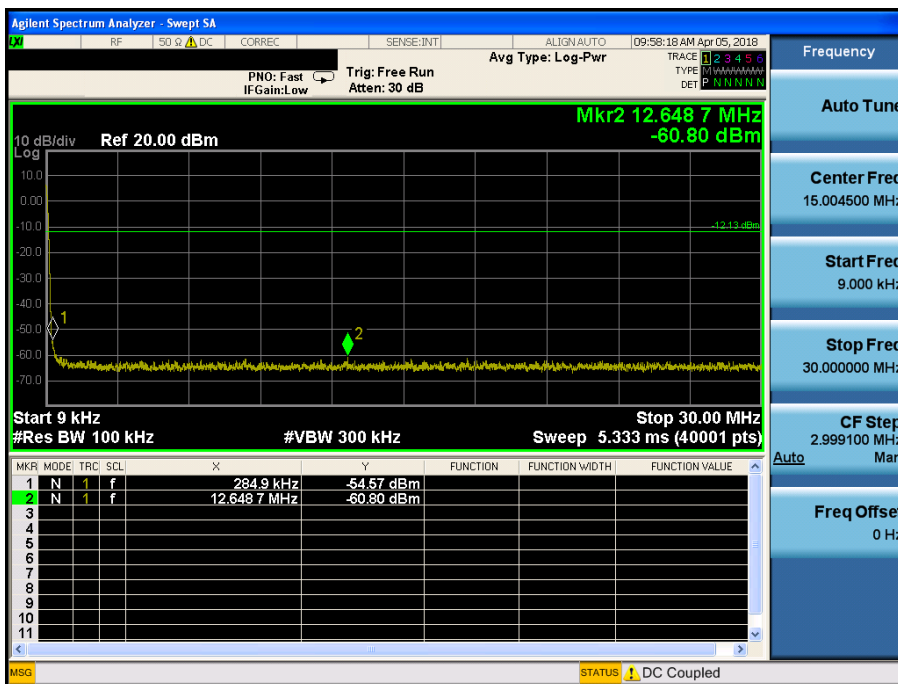 Agilent Spectrum Analyzer - Swept SA
LXI RF 50 Ω DC CORREC SENSE:INT ALIGN AUTO 09:58:18 AM Apr 05, 2018
Avg Type: Log-Pwr
TRACE 1 2 3 4 5 6
TYPE M
DET P N N N N N
PNO: Fast
IFGain:Low
Trig: Free Run
Atten: 30 dB
Mkr2 12.648 7 MHz
-60.80 dBm
10 dB/div
Log
Ref 20.00 dBm
10.0
0.00
-10.0
-12.13 dBm
-20.0
-30.0
-40.0
-50.0
1
2
-60.0
-70.0
Start 9 kHz
Stop 30.00 MHz
#Res BW 100 kHz
#VBW 300 kHz
Sweep 5.333 ms (40001 pts)
MKR MODE TRC SCL X Y FUNCTION FUNCTION WIDTH FUNCTION VALUE
1 N 1 f 284.9 kHz -54.57 dBm
2 N 1 f 12.648 7 MHz -60.80 dBm
3
4
5
6
7
8
9
10
11
MSG
STATUS DC Coupled
Frequency
Auto Tune
Center Freq
15.004500 MHz
Start Freq
9.000 kHz
Stop Freq
30.000000 MHz
CF Step
2.999100 MHz
Auto Man
Freq Offset
0 Hz